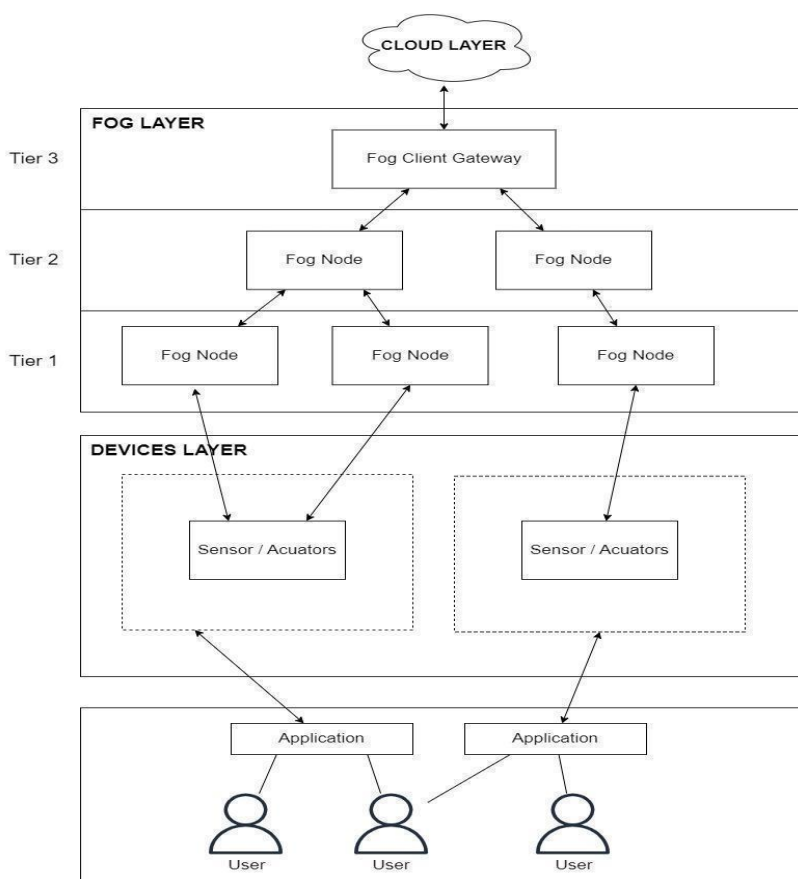 CLOUD LAYER
FOG LAYER
Tier 3
Fog Client Gateway
Tier 2
Fog Node
Fog Node
Tier 1
Fog Node
Fog Node
Fog Node
DEVICES LAYER
Sensor / Acuators
Sensor / Acuators
Application
Application
User
User
User